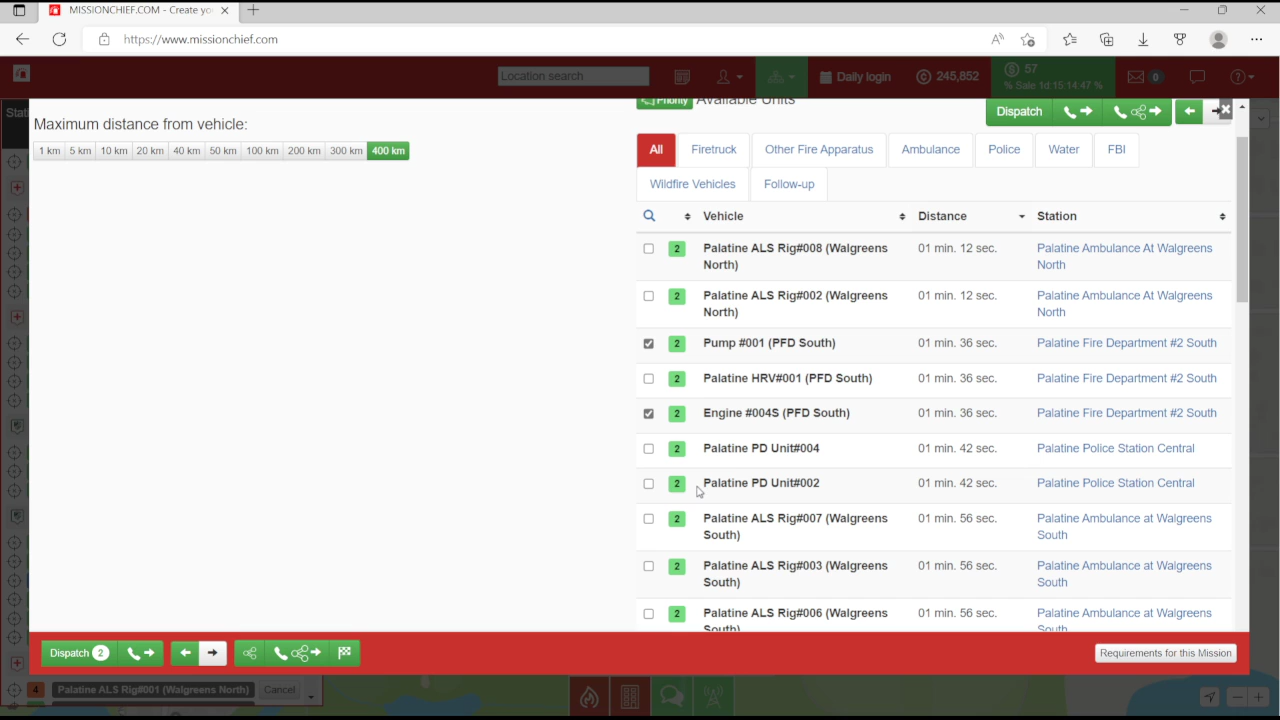 MISSIONCHIEF.COM - Create yo
https://www.missionchief.com
Location search
Daily login
245,852
57
% Sale 1d 15:14:47 %
0
Stati
Maximum distance from vehicle:
1 km 5 km 10 km 20 km 40 km 50 km 100 km 200 km 300 km 400 km
Priority Available Units
Dispatch
All Firetruck Other Fire Apparatus Ambulance Police Water FBI
Wildfire Vehicles Follow-up
Vehicle Distance Station
2 Palatine ALS Rig#008 (Walgreens North) 01 min. 12 sec. Palatine Ambulance At Walgreens North
2 Palatine ALS Rig#002 (Walgreens North) 01 min. 12 sec. Palatine Ambulance At Walgreens North
2 Pump #001 (PFD South) 01 min. 36 sec. Palatine Fire Department #2 South
2 Palatine HRV#001 (PFD South) 01 min. 36 sec. Palatine Fire Department #2 South
2 Engine #004S (PFD South) 01 min. 36 sec. Palatine Fire Department #2 South
2 Palatine PD Unit#004 01 min. 42 sec. Palatine Police Station Central
2 Palatine PD Unit#002 01 min. 42 sec. Palatine Police Station Central
2 Palatine ALS Rig#007 (Walgreens South) 01 min. 56 sec. Palatine Ambulance at Walgreens South
2 Palatine ALS Rig#003 (Walgreens South) 01 min. 56 sec. Palatine Ambulance at Walgreens South
2 Palatine ALS Rig#006 (Walgreens South) 01 min. 56 sec. Palatine Ambulance at Walgreens South
Dispatch 2
Requirements for this Mission
4 Palatine ALS Rig#001 (Walgreens North) Cancel